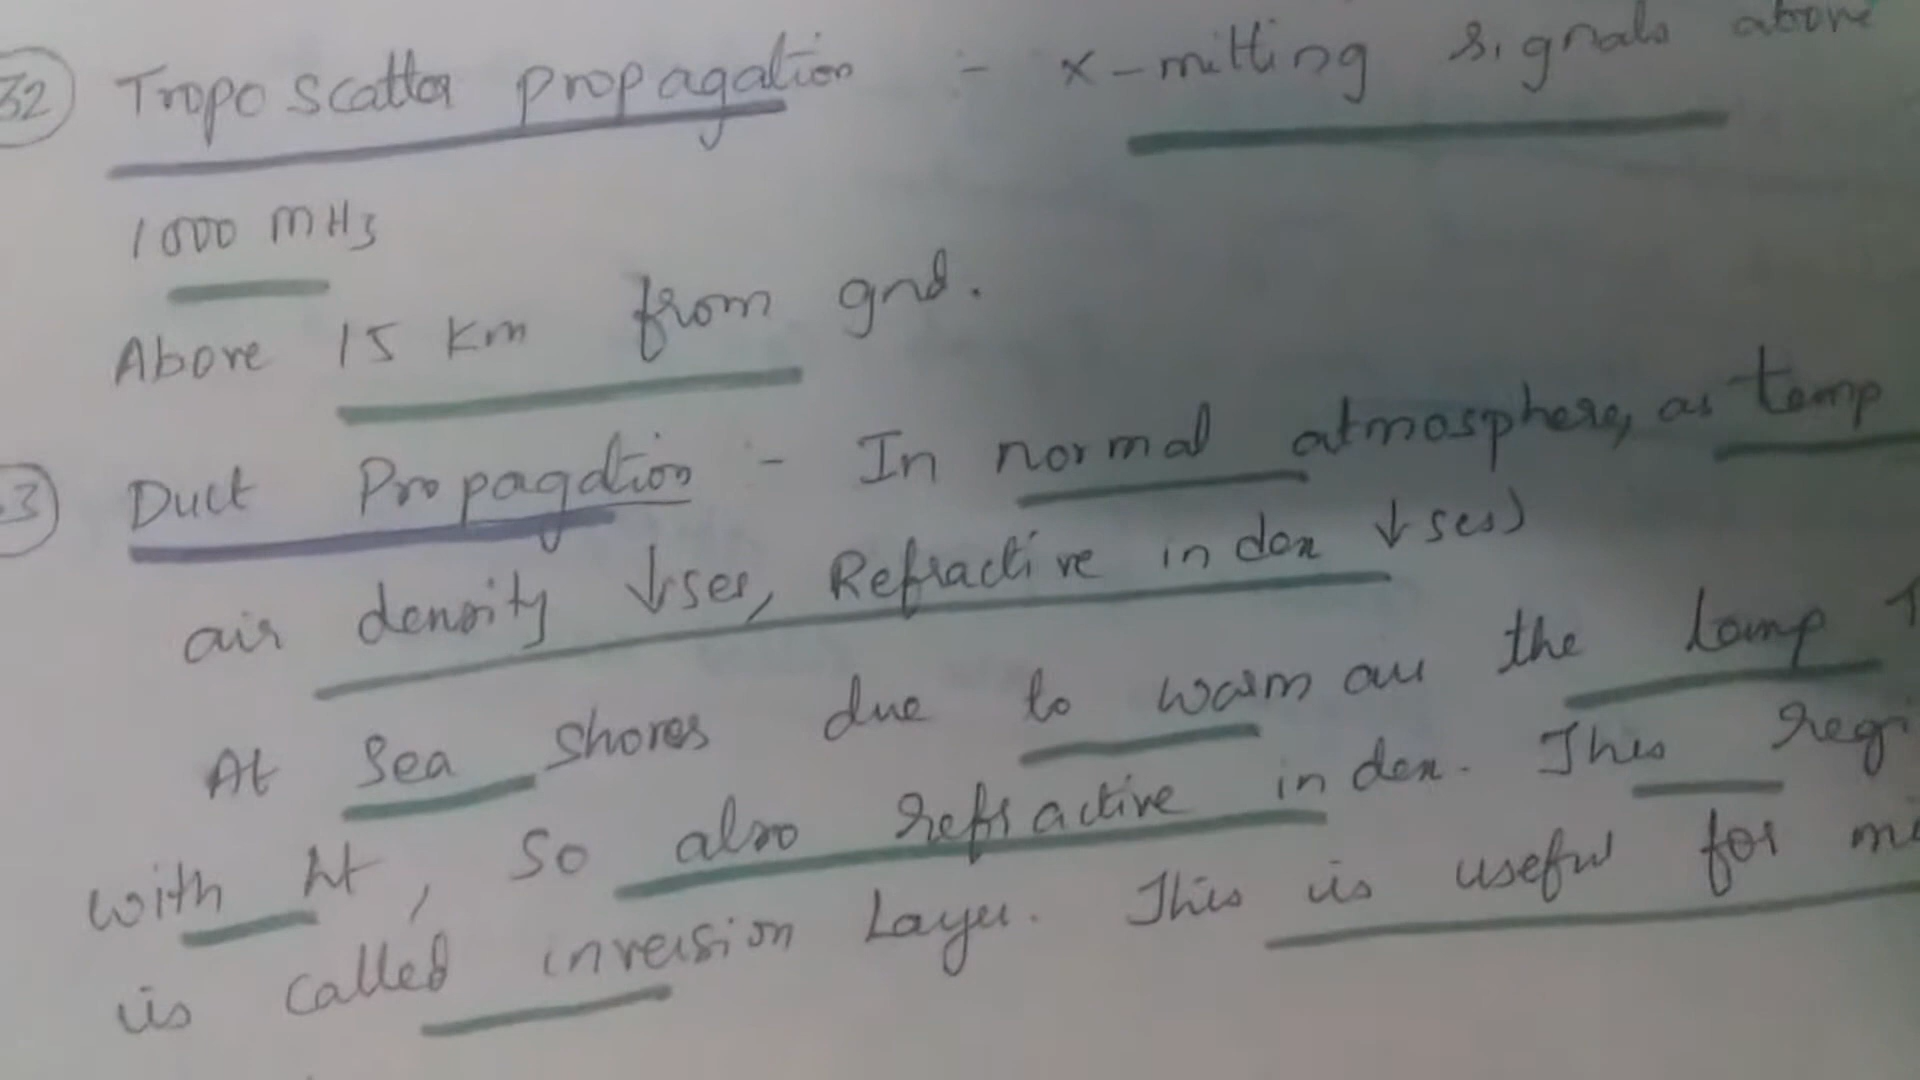 32 Tropo scatter propagation :- x-mitting signals above
1000 MHz
Above 15 Km from gnd.
3 Duct Propagation - In normal atmosphere, as temp
air density ↓ses, Refractive index ↓ses)
At Sea Shores due to warm air the temp ↑
with ht, so also refractive index. This regi
is called inversion Layer. This is useful for mi